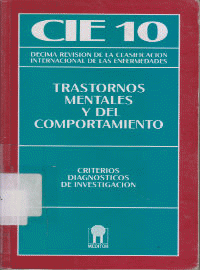 CIE 10
DECIMA REVISION DE LA CLASIFICACION
INTERNACIONAL DE LAS ENFERMEDADES
TRASTORNOS
MENTALES
Y DEL
COMPORTAMIENTO
CRITERIOS
DIAGNOSTICOS
DE INVESTIGACION
MEDITOR